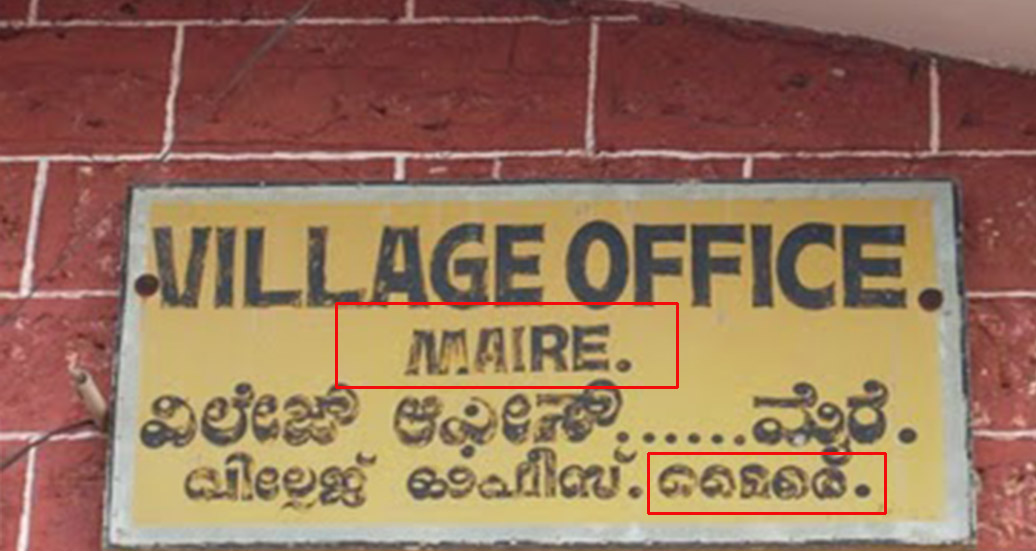 VILLAGE OFFICE.
MAIRE.
ವಿಲೇಜ್ ಆಫೀಸ್......ಮೈರೆ.
വില്ലേജ് ഓഫീസ്. മൈരെ.